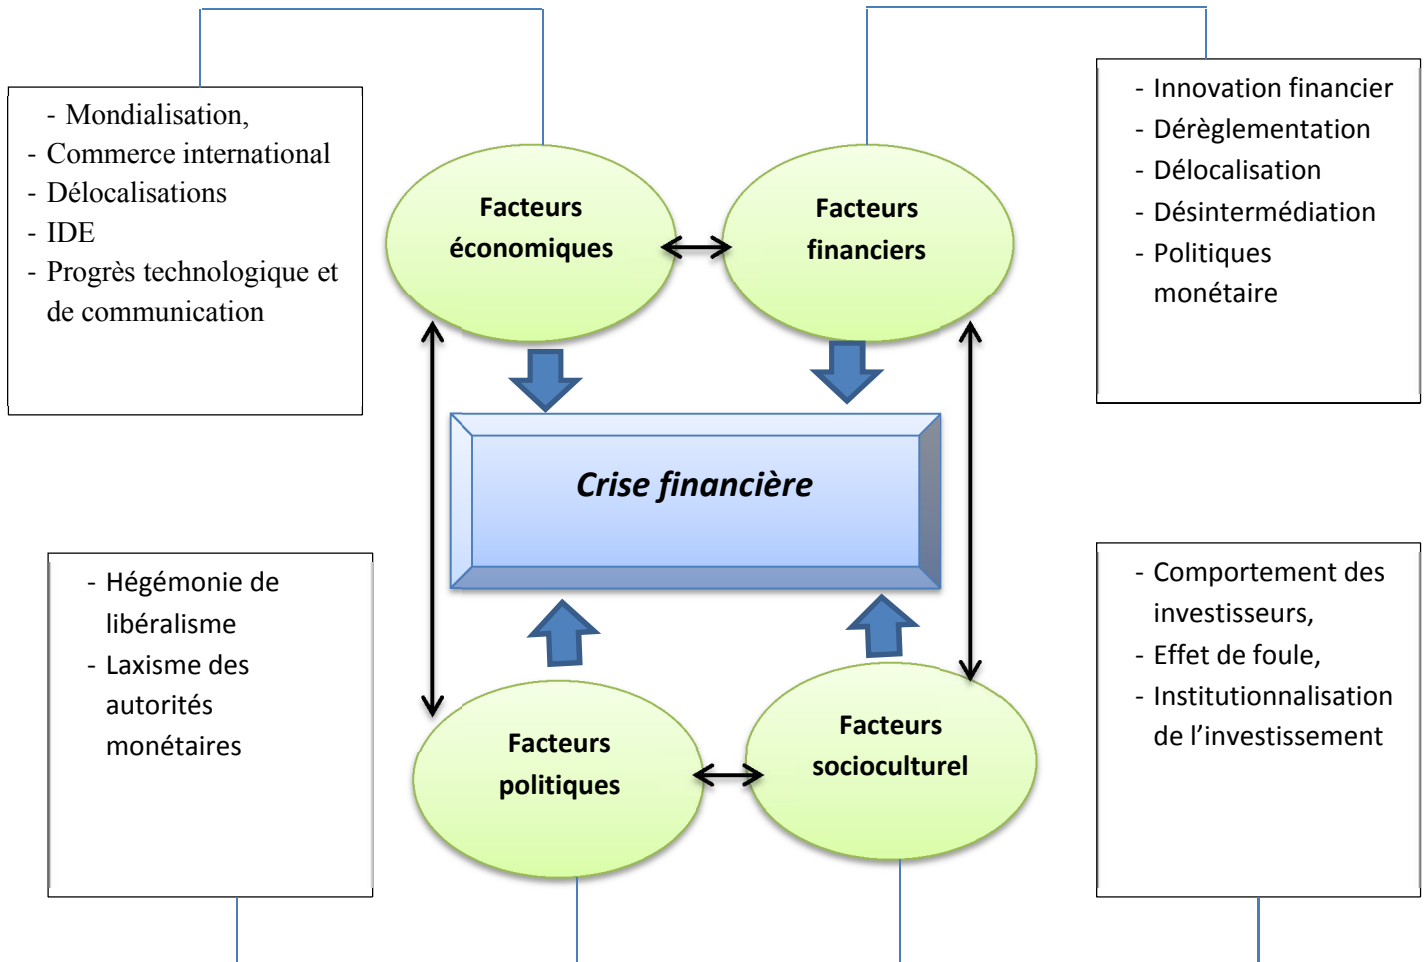 - Mondialisation,
- Commerce international
- Délocalisations
- IDE
- Progrès technologique et
de communication
Facteurs
économiques
Facteurs
financiers
- Innovation financier
- Dérèglementation
- Délocalisation
- Désintermédiation
- Politiques
monétaire
Crise financière
- Hégémonie de
libéralisme
- Laxisme des
autorités
monétaires
Facteurs
politiques
Facteurs
socioculturel
- Comportement des
investisseurs,
- Effet de foule,
- Institutionnalisation
de l’investissement